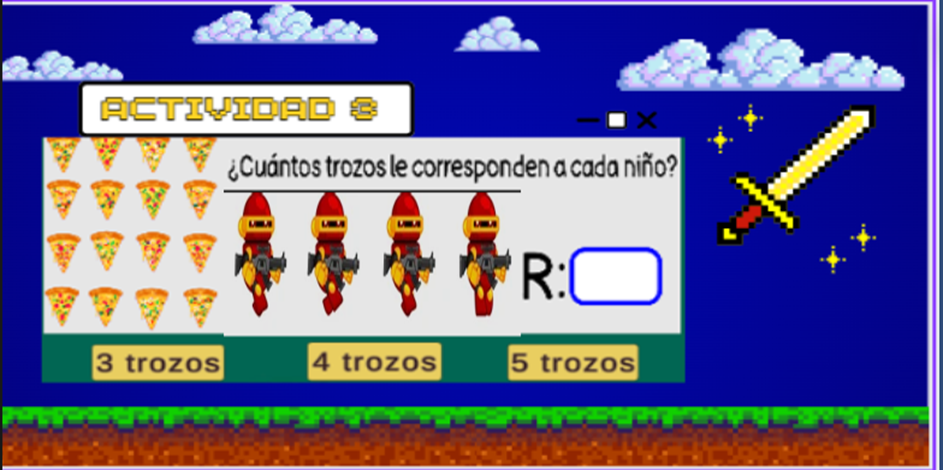 ACTIVIDAD 3
¿Cuántos trozos le corresponden a cada niño?
R:
3 trozos
4 trozos
5 trozos